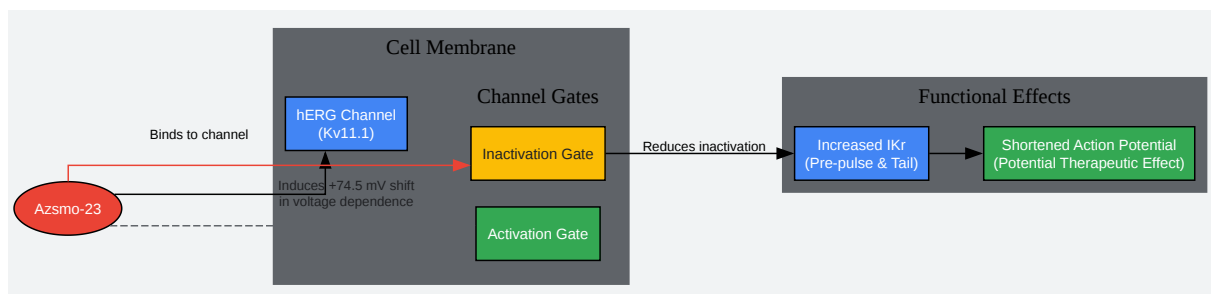 Cell Membrane
Channel Gates
Functional Effects
hERG Channel
(Kv11.1)
Binds to channel
Inactivation Gate
Reduces inactivation
Increased IKr
(Pre-pulse & Tail)
Shortened Action Potential
(Potential Therapeutic Effect)
Induces +74.5 mV shift
in voltage dependence
Azsmo-23
Activation Gate